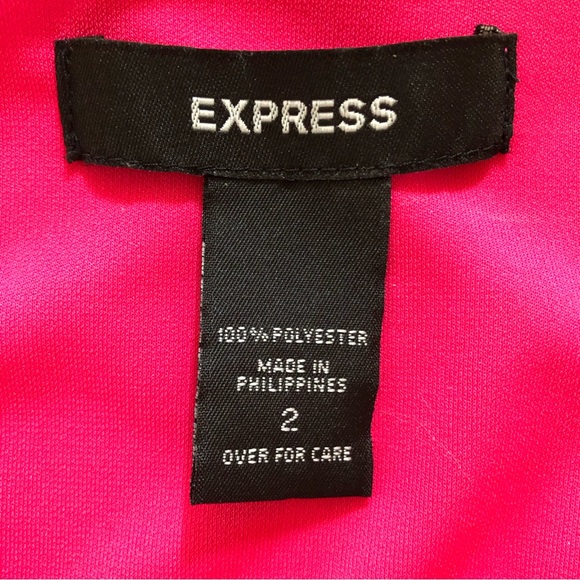 EXPRESS
100% POLYESTER
MADE IN
PHILIPPINES
2
OVER FOR CARE